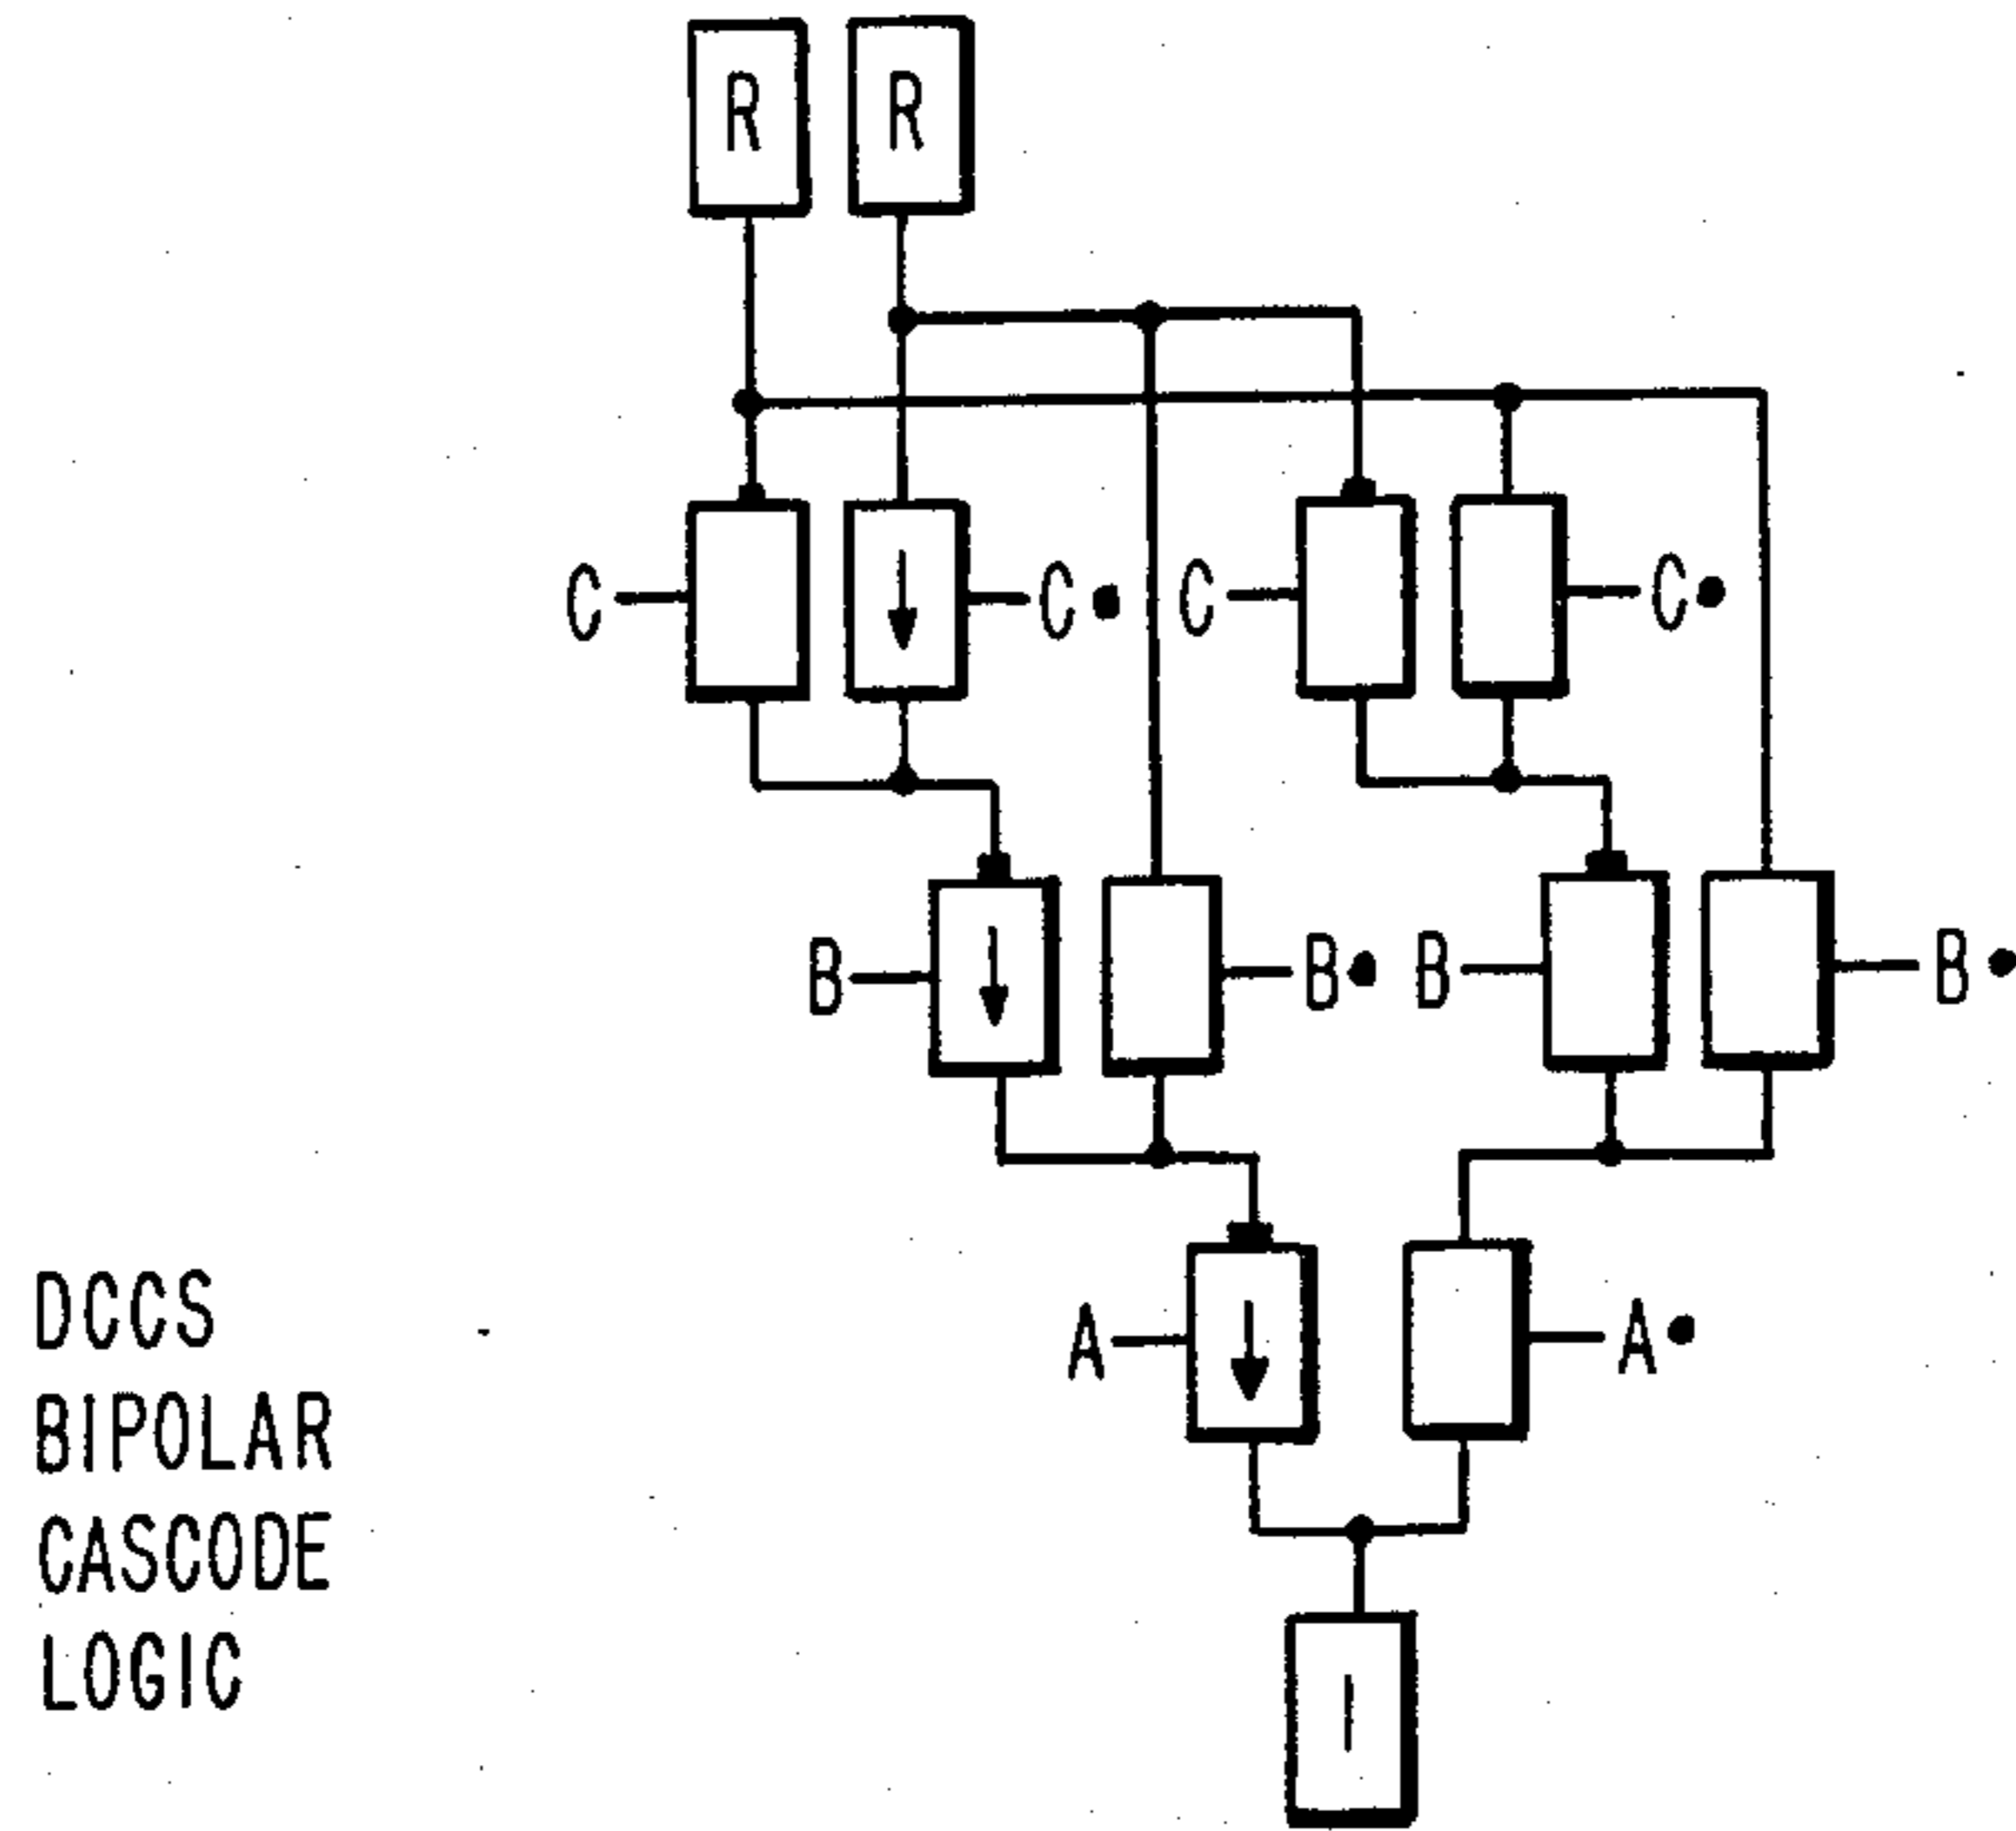 R R
C C● C C●
B B● B B●
A A●
DCCS
BIPOLAR
CASCODE
LOGIC
I